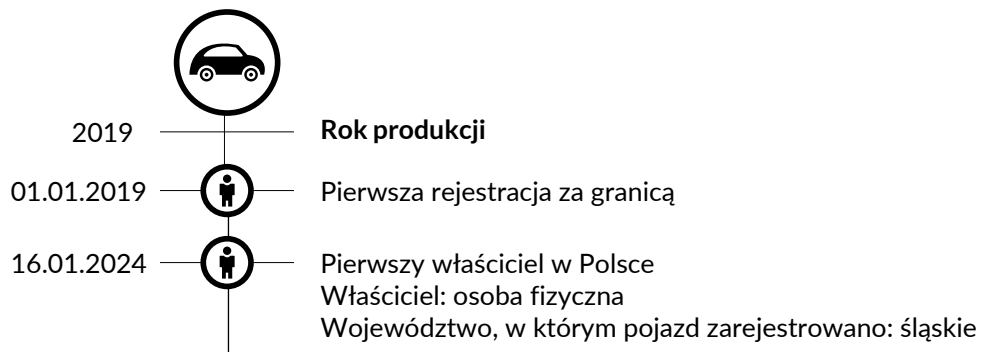 2019 Rok produkcji
01.01.2019 Pierwsza rejestracja za granicą
16.01.2024 Pierwszy właściciel w Polsce
Właściciel: osoba fizyczna
Województwo, w którym pojazd zarejestrowano: śląskie